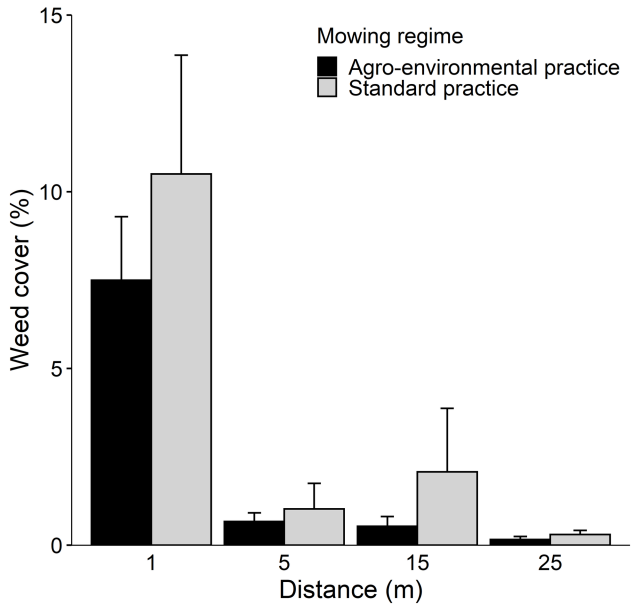 Mowing regime
Agro-environmental practice
Standard practice
Weed cover (%)
15
10
5
0
1 5 15 25
Distance (m)